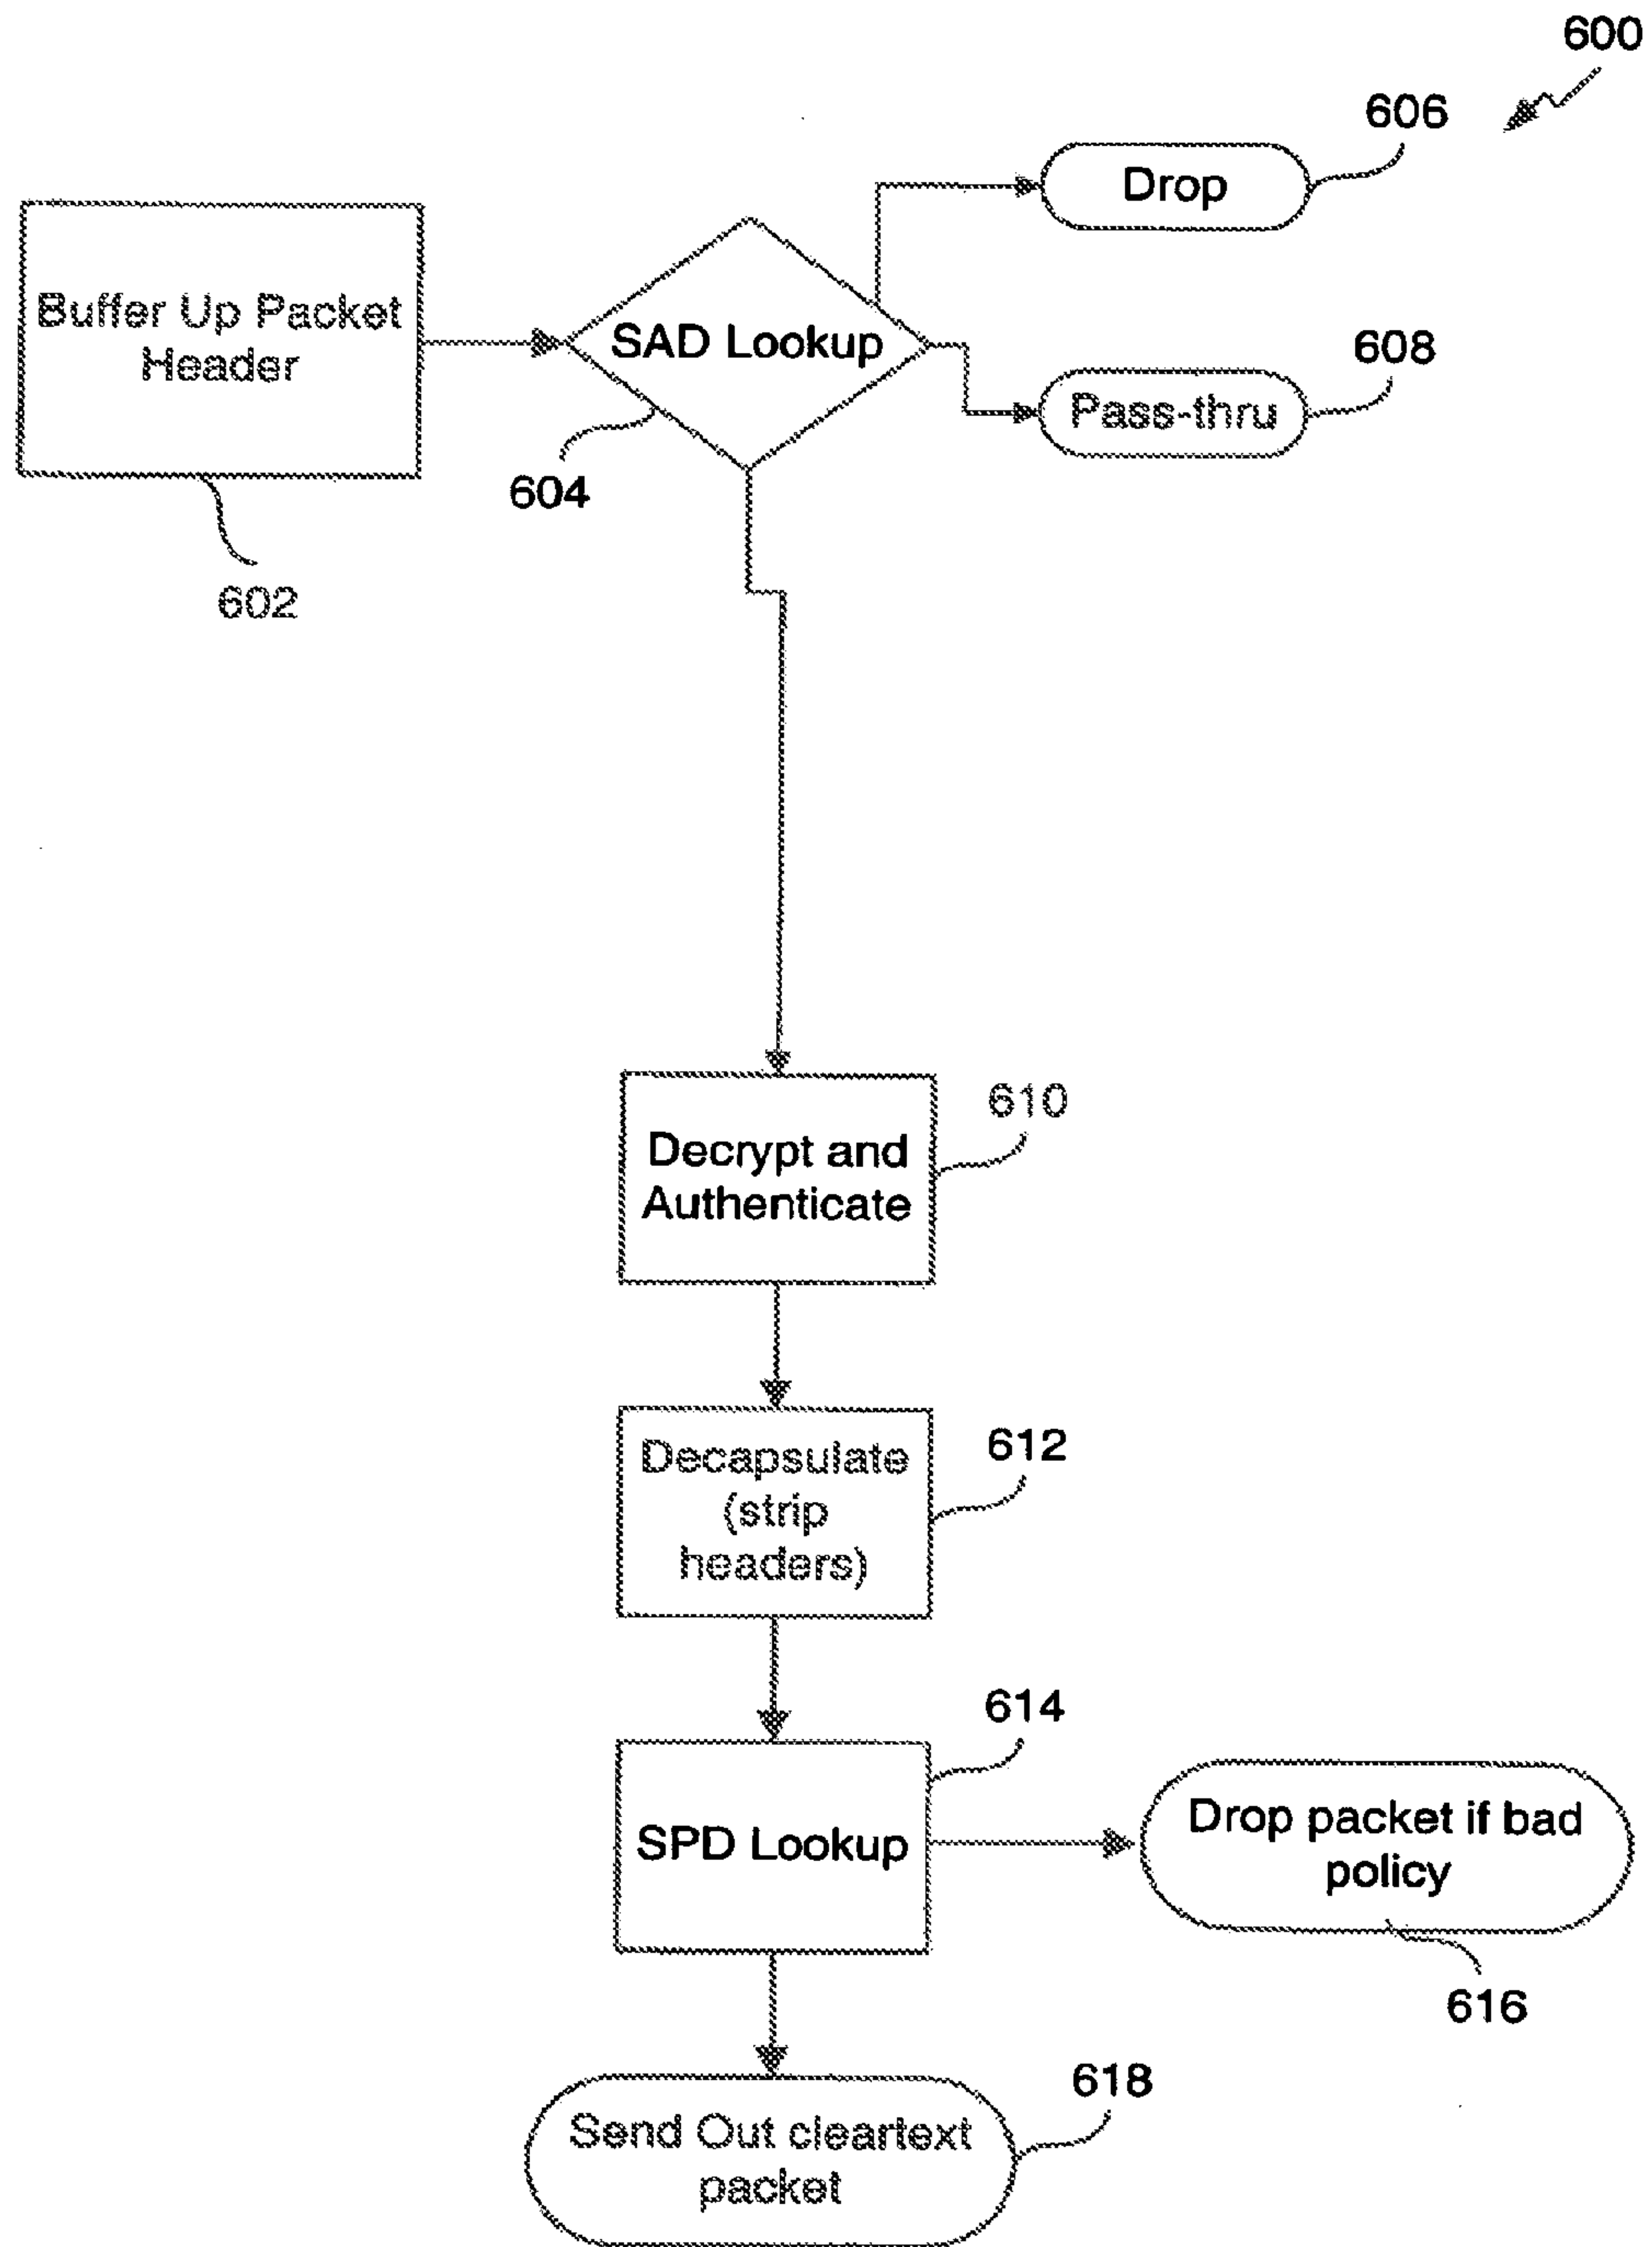 600
606
Drop
Buffer Up Packet
Header
SAD Lookup
608
Pass-thru
604
602
610
Decrypt and
Authenticate
612
Decapsulate
(strip
headers)
614
SPD Lookup
Drop packet if bad
policy
616
618
Send Out cleartext
packet